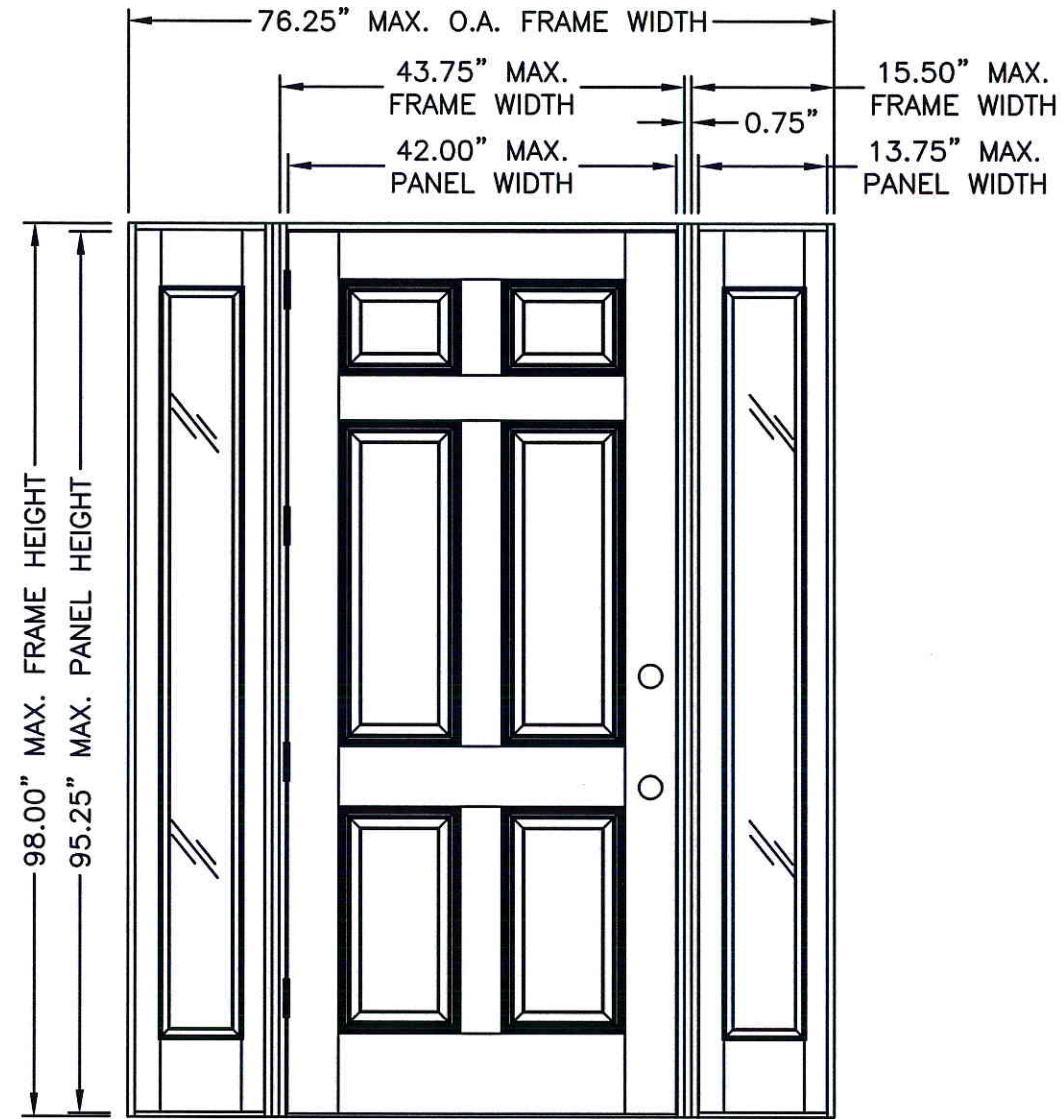 76.25” MAX. O.A. FRAME WIDTH
43.75” MAX.
FRAME WIDTH
15.50” MAX.
FRAME WIDTH
0.75”
42.00” MAX.
PANEL WIDTH
13.75” MAX.
PANEL WIDTH
98.00” MAX. FRAME HEIGHT
95.25” MAX. PANEL HEIGHT